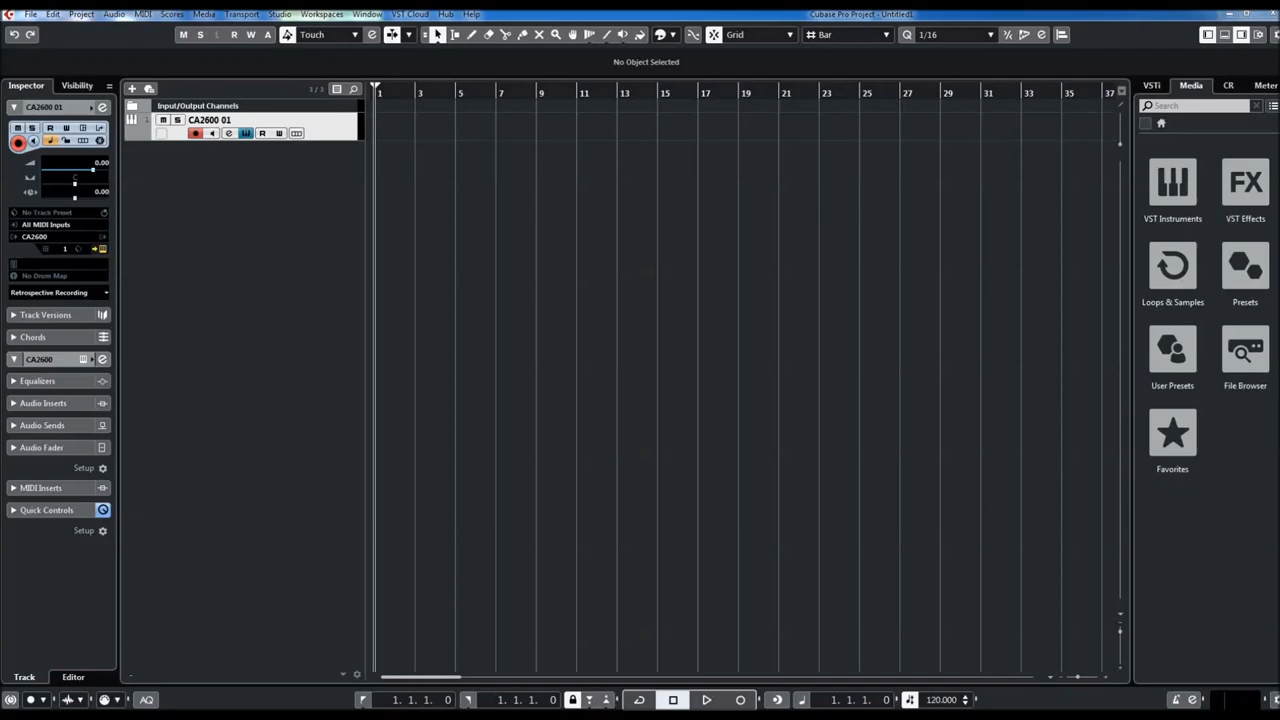 File Edit Project Audio MIDI Scores Media Transport Studio Workspaces Window VST Cloud Hub Help Cubase Pro Project - Untitled1
M S L R W A Touch Grid Bar Q 1/16
No Object Selected
Inspector Visibility
3 / 3
1 3 5 7 9 11 13 15 17 19 21 23 25 27 29 31 33 35 37
VSTi Media CR Meter
CA2600 01
Input/Output Channels
Search
1 M S CA2600 01
M S R W
e R W
0.00
C
0.00
No Track Preset
All MIDI Inputs
CA2600
1
No Drum Map
Retrospective Recording
Track Versions
Chords
CA2600
Equalizers
Audio Inserts
Audio Sends
Audio Fader
Setup
MIDI Inserts
Quick Controls
Setup
VST Instruments
FX
VST Effects
Loops & Samples
Presets
User Presets
File Browser
Favorites
Track Editor
AQ 1. 1. 1. 0 1. 1. 1. 0 1. 1. 1. 0 120.000